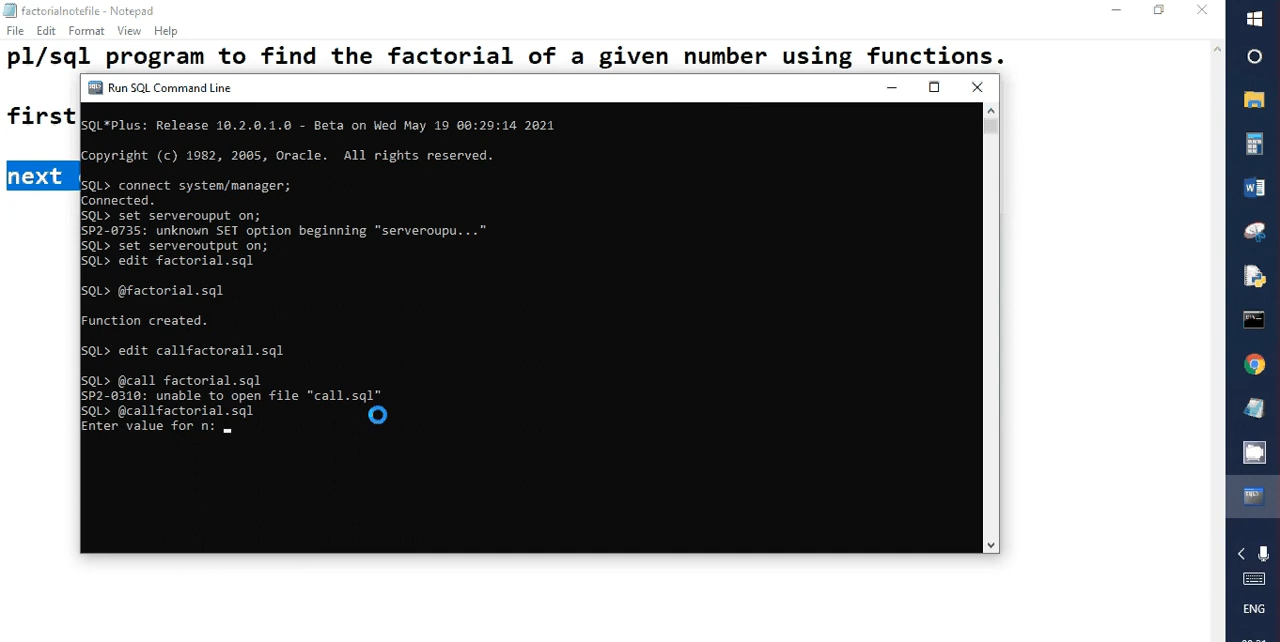 factorialnotefile - Notepad
File Edit Format View Help
pl/sql program to find the factorial of a given number using functions.
first
next
Run SQL Command Line
SQL*Plus: Release 10.2.0.1.0 - Beta on Wed May 19 00:29:14 2021
Copyright (c) 1982, 2005, Oracle.  All rights reserved.
SQL> connect system/manager;
Connected.
SQL> set serverouput on;
SP2-0735: unknown SET option beginning "serveroupu..."
SQL> set serveroutput on;
SQL> edit factorial.sql
SQL> @factorial.sql
Function created.
SQL> edit callfactorail.sql
SQL> @call factorial.sql
SP2-0310: unable to open file "call.sql"
SQL> @callfactorial.sql
Enter value for n:
ENG